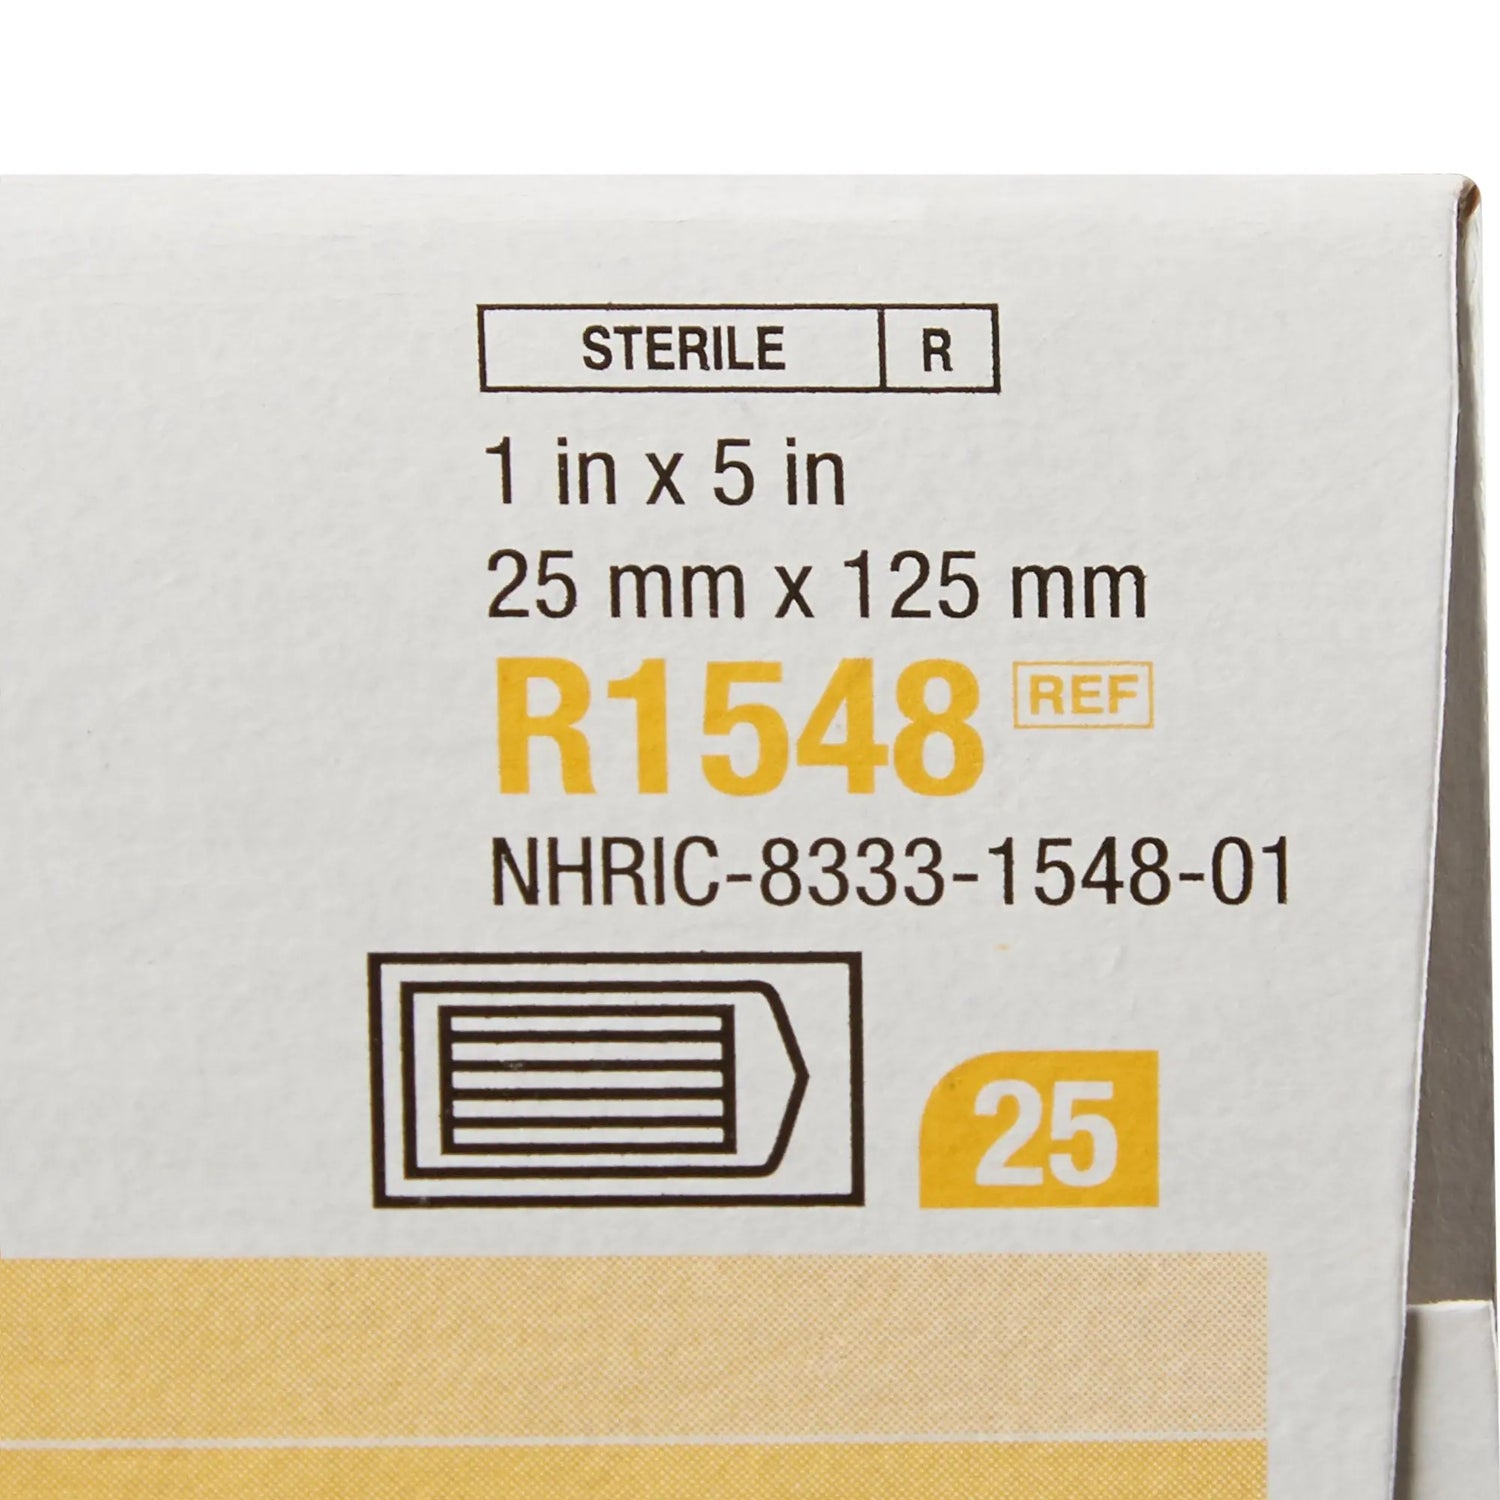 STERILE R
1 in x 5 in
25 mm x 125 mm
R1548 REF
NHRIC-8333-1548-01
25